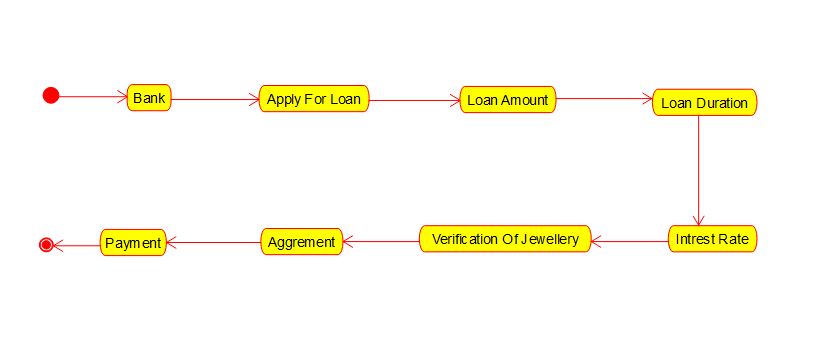 Bank
Apply For Loan
Loan Amount
Loan Duration
Intrest Rate
Verification Of Jewellery
Aggrement
Payment